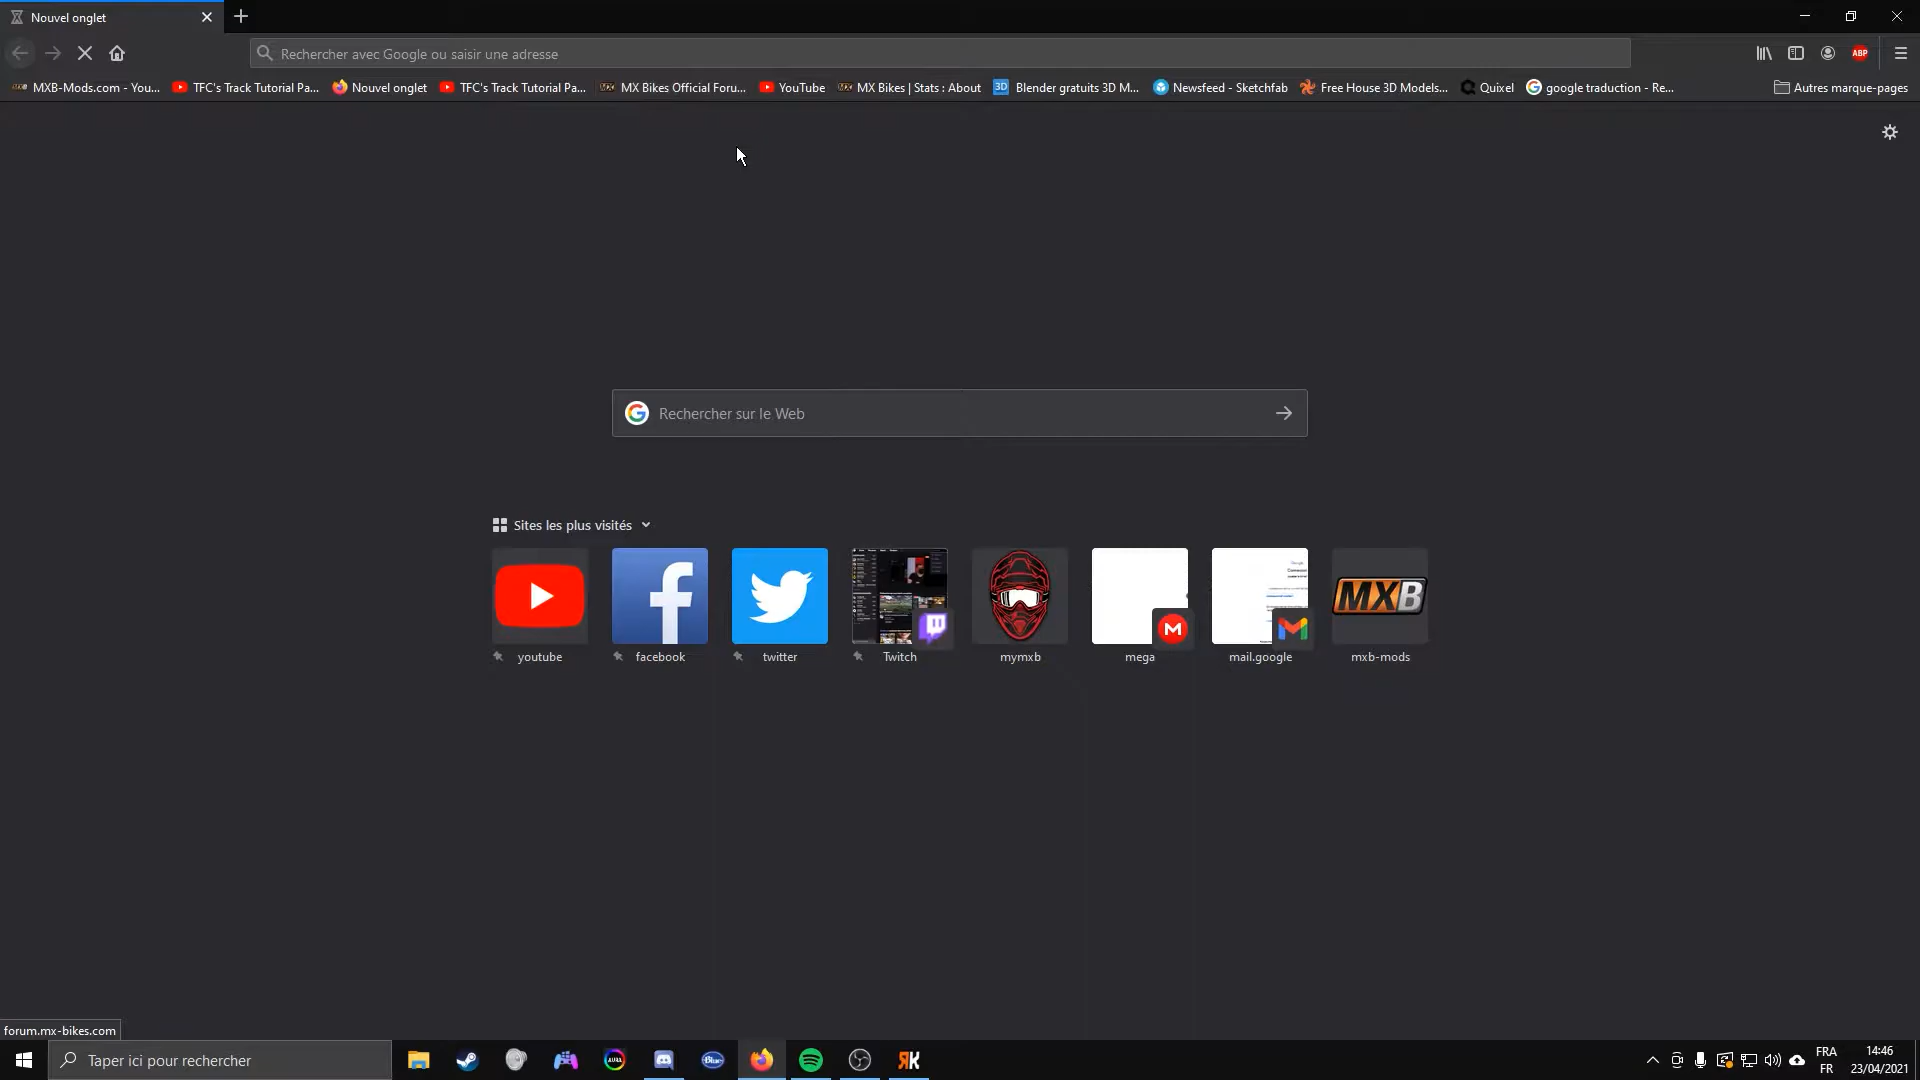 Nouvel onglet
Rechercher avec Google ou saisir une adresse
ABP
MXB-Mods.com - You... TFC's Track Tutorial Pa... Nouvel onglet TFC's Track Tutorial Pa... MX Bikes Official Foru... YouTube MX Bikes | Stats : About 3D Blender gratuits 3D M... Newsfeed - Sketchfab Free House 3D Models... Quixel google traduction - Re... Autres marque-pages
Rechercher sur le Web
Sites les plus visités
MXB
youtube facebook twitter Twitch mymxb mega mail.google mxb-mods
forum.mx-bikes.com
Taper ici pour rechercher
AURA
Blue
FRA
FR
14:46
23/04/2021